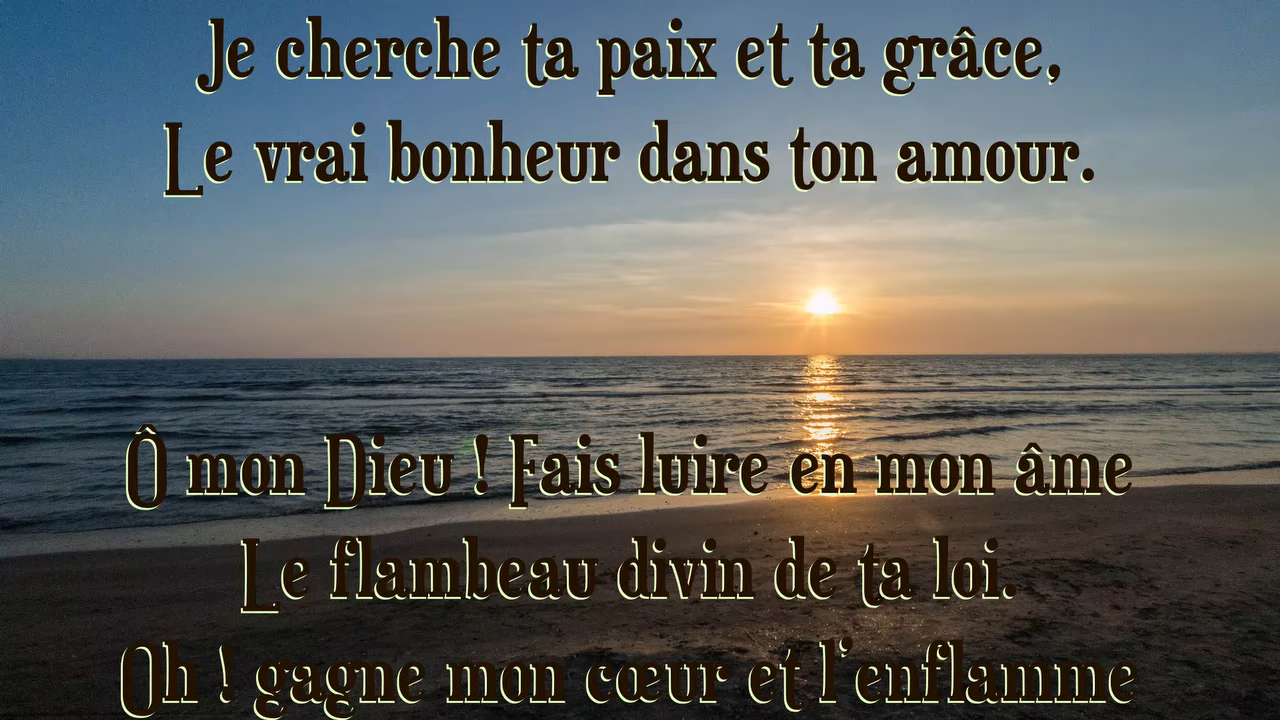 Je cherche ta paix et ta grâce,
Le vrai bonheur dans ton amour.
Ô mon Dieu ! Fais luire en mon âme
Le flambeau divin de ta loi.
Oh ! gagne mon cœur et l'enflamme